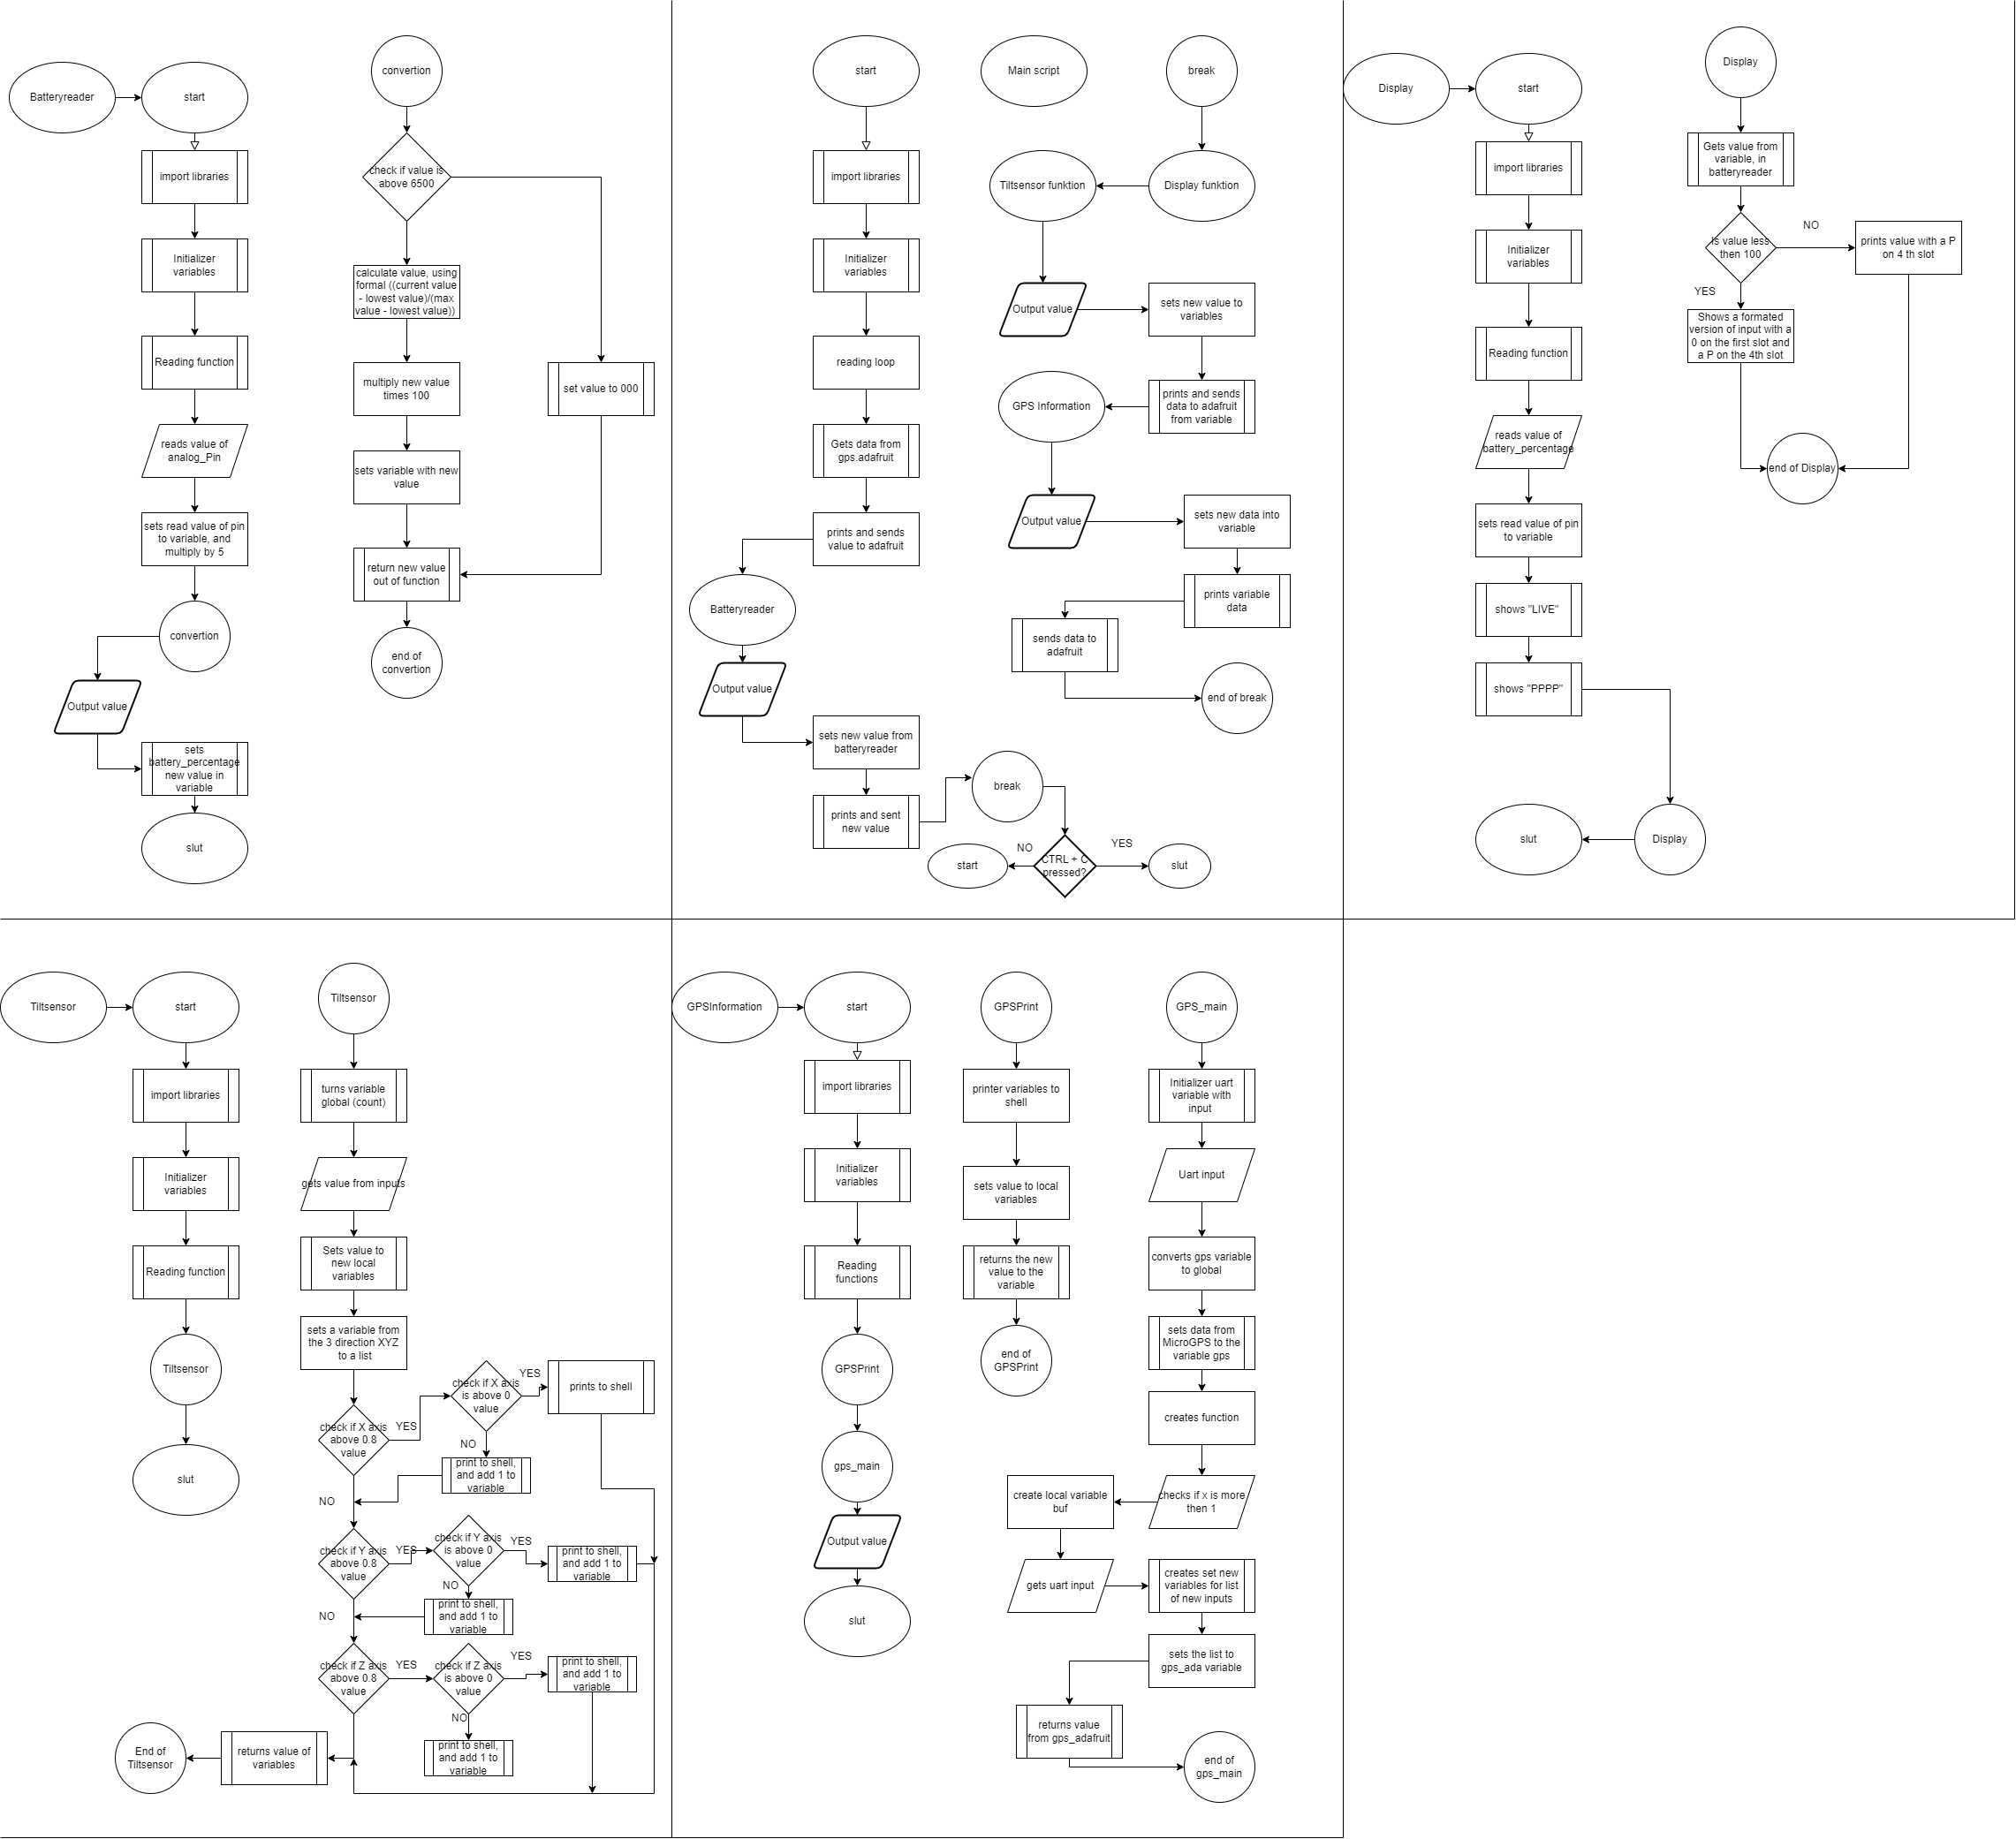 Batteryreader
start
import libraries
Initializer
variables
Reading function
reads value of
analog_Pin
sets read value of pin
to variable, and
multiply by 5
convertion
Output value
sets
battery_percentage
new value in
variable
slut
convertion
check if value is
above 6500
calculate value, using
formal ((current value
- lowest value)/(max
value - lowest value))
multiply new value
times 100
set value to 000
sets variable with new
value
return new value
out of function
end of
convertion
start
import libraries
Initializer
variables
reading loop
Gets data from
gps.adafruit
prints and sends
value to adafruit
Batteryreader
Output value
sets new value from
batteryreader
prints and sent
new value
break
CTRL + C
pressed?
NO
start
YES
slut
Main script
break
Display funktion
Tiltsensor funktion
Output value
sets new value to
variables
prints and sends
data to adafruit
from variable
GPS Information
Output value
sets new data into
variable
prints variable
data
sends data to
adafruit
end of break
Display
start
import libraries
Initializer
variables
Reading function
reads value of
battery_percentage
sets read value of pin
to variable
shows "LIVE"
shows "PPPP"
Display
slut
Display
Gets value from
variable, in
batteryreader
is value less
then 100
NO
prints value with a P
on 4 th slot
YES
Shows a formated
version of input with a
0 on the first slot and
a P on the 4th slot
end of Display
Tiltsensor
start
import libraries
Initializer
variables
Reading function
Tiltsensor
slut
Tiltsensor
turns variable
global (count)
gets value from inputs
Sets value to
new local
variables
sets a variable from
the 3 direction XYZ
to a list
check if X axis
above 0.8
value
YES
check if X axis
is above 0
value
YES
prints to shell
NO
print to shell,
and add 1 to
variable
NO
check if Y axis
above 0.8
value
YES
check if Y axis
is above 0
value
YES
print to shell,
and add 1 to
variable
NO
print to shell,
and add 1 to
variable
NO
check if Z axis
above 0.8
value
YES
check if Z axis
is above 0
value
YES
print to shell,
and add 1 to
variable
NO
print to shell,
and add 1 to
variable
returns value of
variables
End of
Tiltsensor
GPSInformation
start
import libraries
Initializer
variables
Reading
functions
GPSPrint
gps_main
Output value
slut
GPSPrint
printer variables to
shell
sets value to local
variables
returns the new
value to the
variable
end of
GPSPrint
GPS_main
Initializer uart
variable with
input
Uart input
converts gps variable
to global
sets data from
MicroGPS to the
variable gps
creates function
checks if x is more
then 1
create local variable
buf
gets uart input
creates set new
variables for list
of new inputs
sets the list to
gps_ada variable
returns value
from gps_adafruit
end of
gps_main